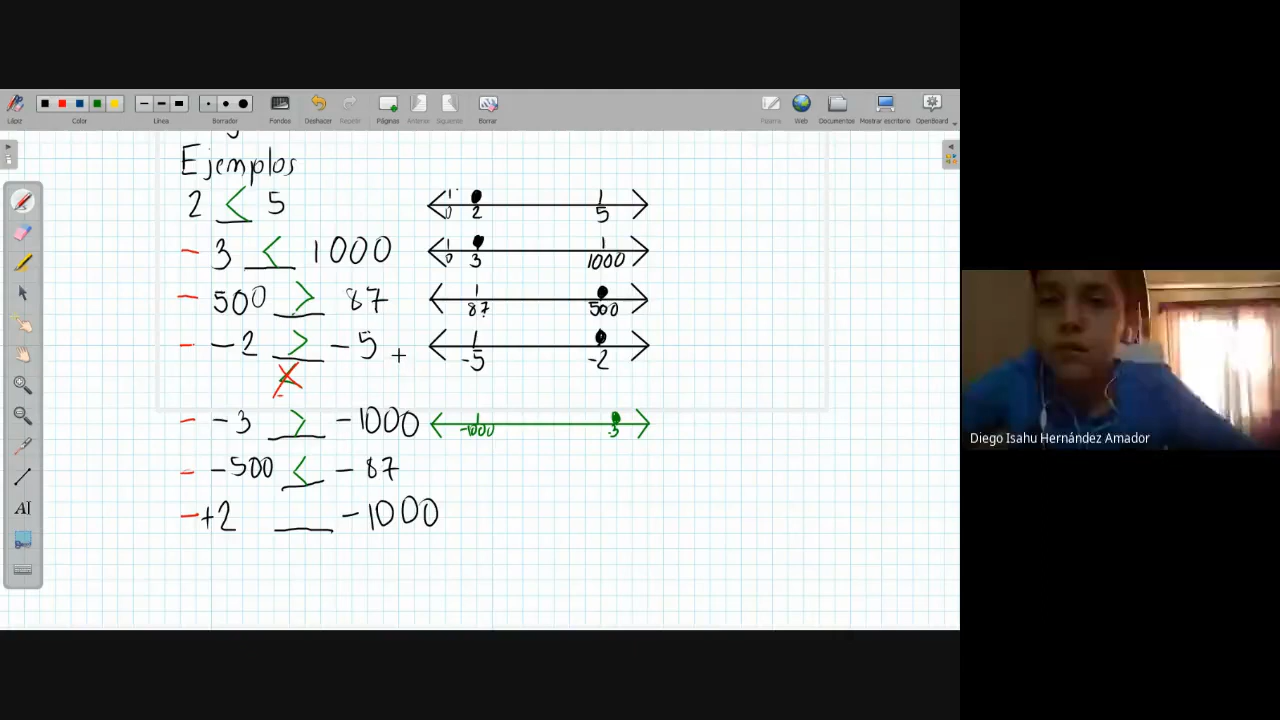 Lápiz Color Línea Borrador Fondos Deshacer Repetir Páginas Anterior Siguiente Borrar Pizarra Web Documentos Mostrar escritorio OpenBoard
Ejemplos
2 < 5 0 2 5
- 3 < 1000 0 3 1000
- 500 > 87 87 500
- -2 > -5 + -5 -2
- -3 > -1000 -1000 -3
- -500 < -87
- +2 ___ -1000
AI
Diego Isahu Hernández Amador